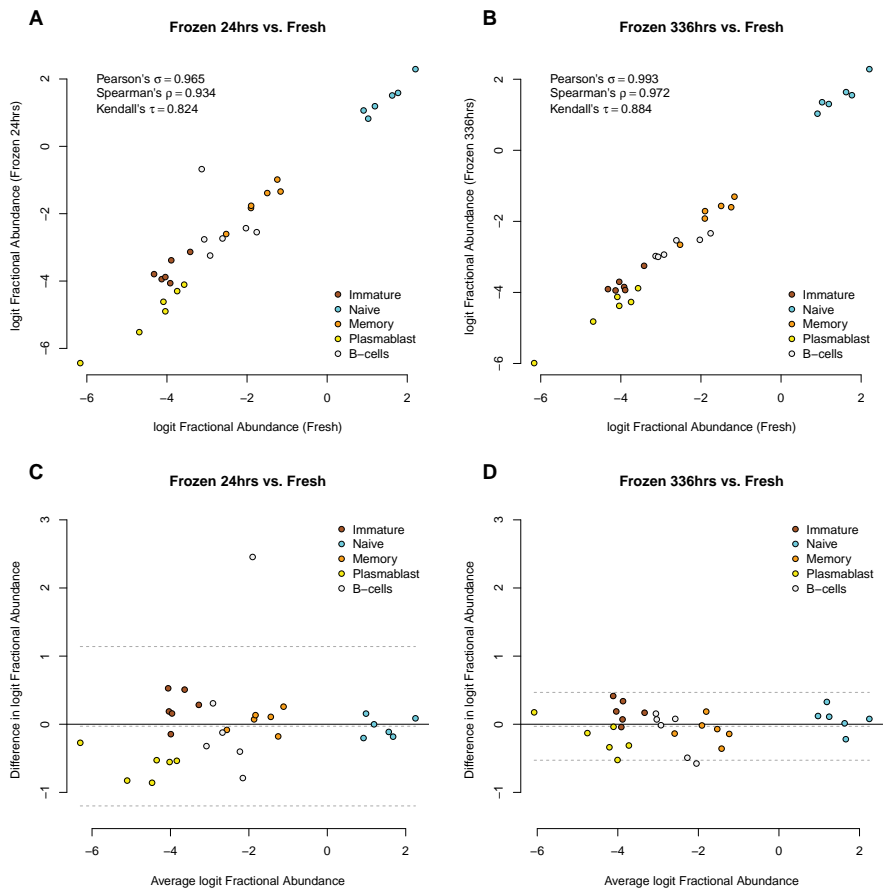 A
Frozen 24hrs vs. Fresh
Pearson's σ = 0.965
Spearman's ρ = 0.934
Kendall's τ = 0.824
logit Fractional Abundance (Frozen 24hrs)
2
0
−2
−4
−6
Immature
Naive
Memory
Plasmablast
B−cells
−6 −4 −2 0 2
logit Fractional Abundance (Fresh)
B
Frozen 336hrs vs. Fresh
Pearson's σ = 0.993
Spearman's ρ = 0.972
Kendall's τ = 0.884
logit Fractional Abundance (Frozen 336hrs)
2
0
−2
−4
−6
Immature
Naive
Memory
Plasmablast
B−cells
−6 −4 −2 0 2
logit Fractional Abundance (Fresh)
C
Frozen 24hrs vs. Fresh
Difference in logit Fractional Abundance
3
2
1
0
−1
Immature
Naive
Memory
Plasmablast
B−cells
−6 −4 −2 0 2
Average logit Fractional Abundance
D
Frozen 336hrs vs. Fresh
Difference in logit Fractional Abundance
3
2
1
0
−1
Immature
Naive
Memory
Plasmablast
B−cells
−6 −4 −2 0 2
Average logit Fractional Abundance